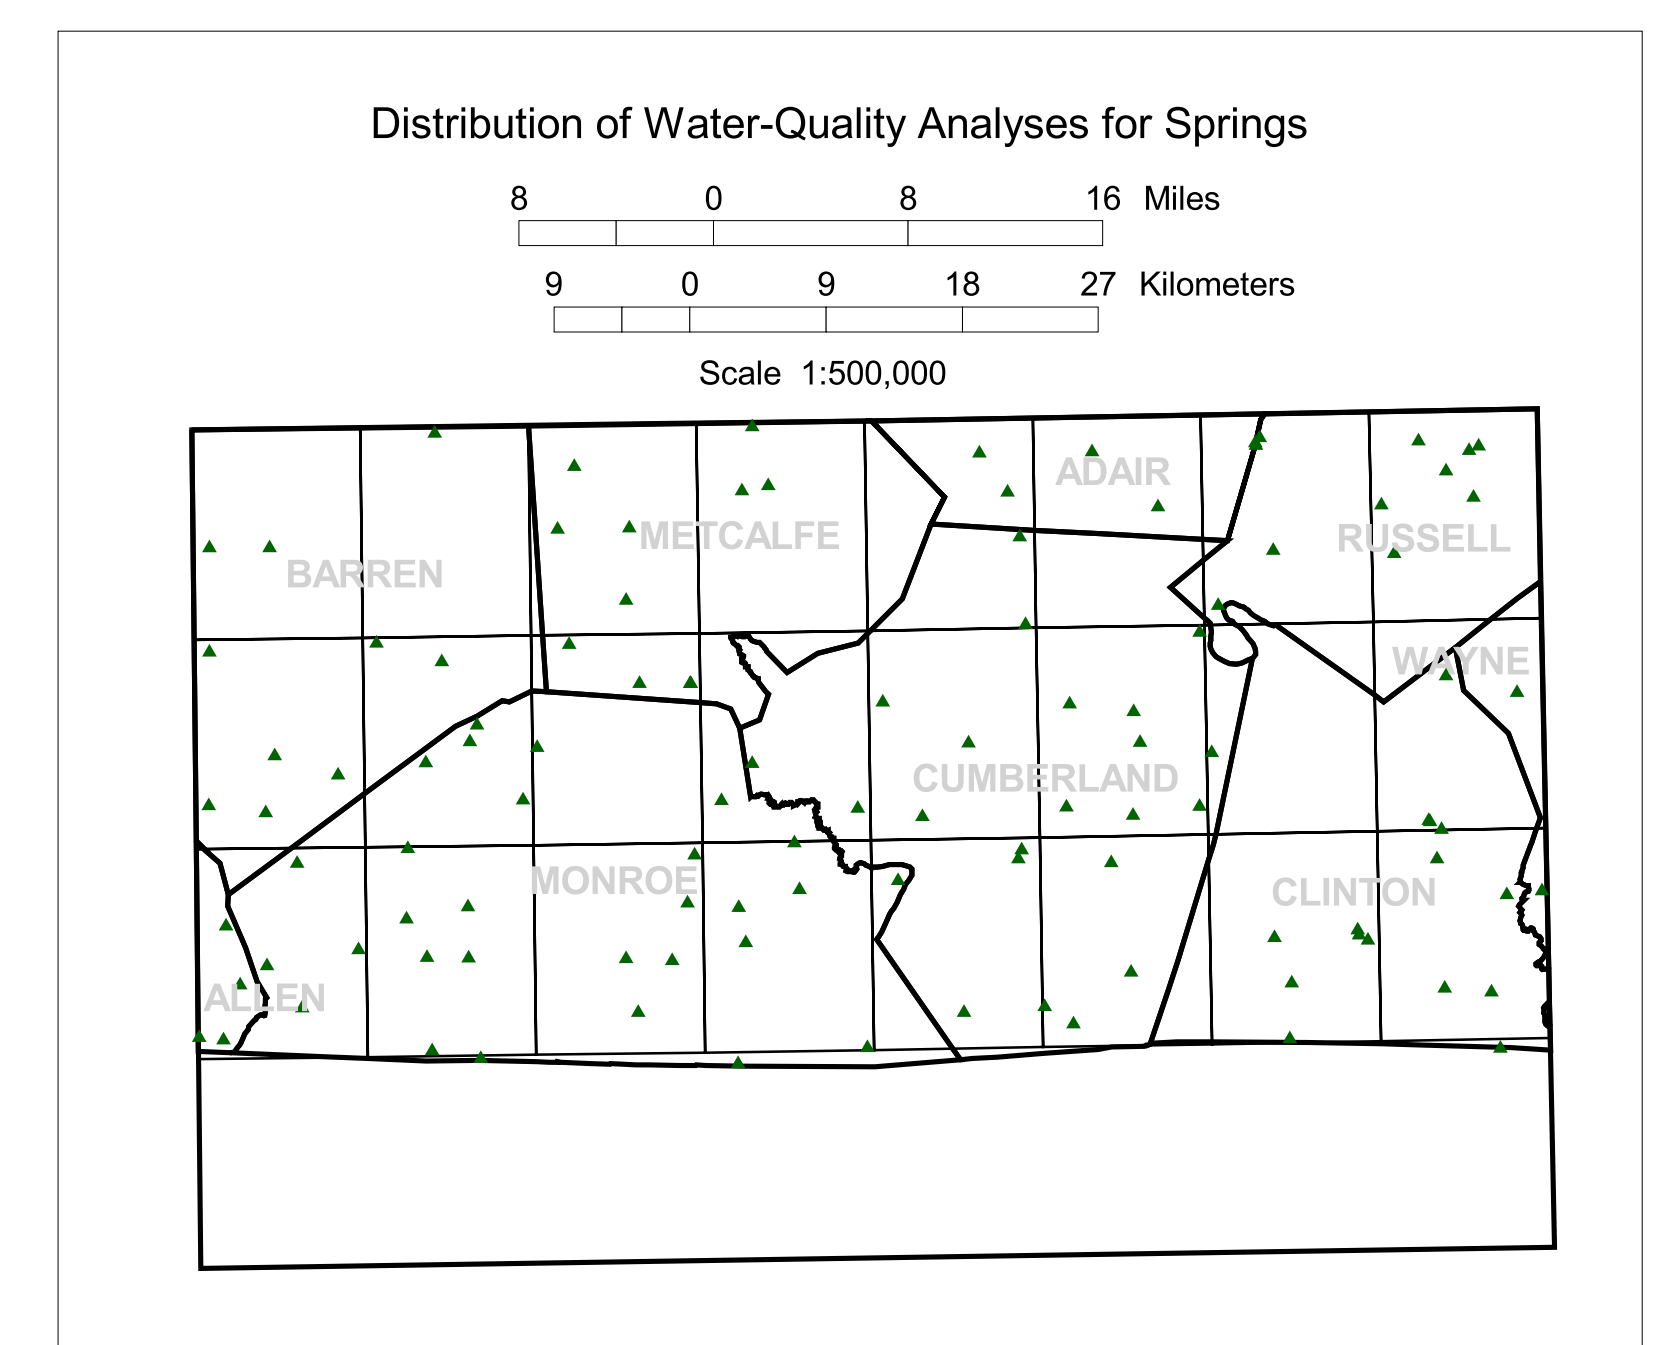 Distribution of Water-Quality Analyses for Springs
8 0 8 16 Miles
9 0 9 18 27 Kilometers
Scale 1:500,000
ADAIR
METCALFE
RUSSELL
BARREN
WAYNE
CUMBERLAND
MONROE
CLINTON
ALLEN